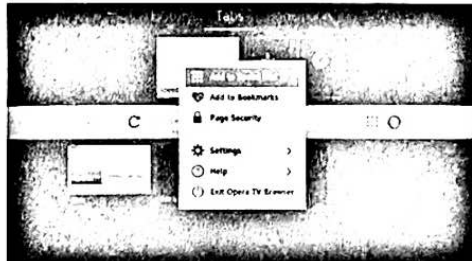 Tabs
Add to Bookmarks
Page Security
Settings
Help
Exit Opera TV Browser